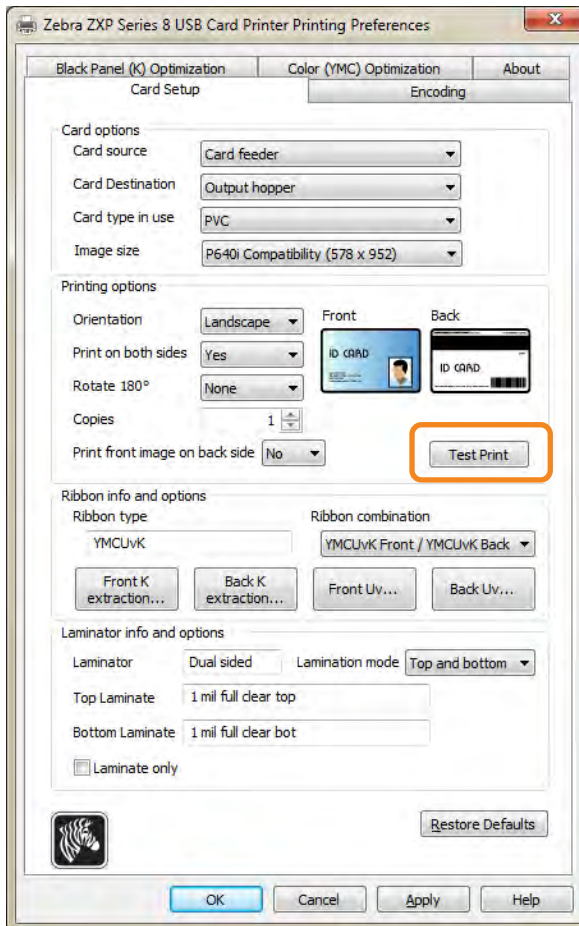 Zebra ZXP Series 8 USB Card Printer Printing Preferences
Black Panel (K) Optimization Color (YMC) Optimization About
Card Setup Encoding
Card options
Card source Card feeder
Card Destination Output hopper
Card type in use PVC
Image size P640i Compatibility (578 x 952)
Printing options
Orientation Landscape Front Back
Print on both sides Yes ID CARD ID CARD
Rotate 180° None
Copies 1
Print front image on back side No Test Print
Ribbon info and options
Ribbon type Ribbon combination
YMCUvK YMCUvK Front / YMCUvK Back
Front K extraction... Back K extraction... Front Uv... Back Uv...
Laminator info and options
Laminator Dual sided Lamination mode Top and bottom
Top Laminate 1 mil full clear top
Bottom Laminate 1 mil full clear bot
Laminate only
Restore Defaults
OK Cancel Apply Help